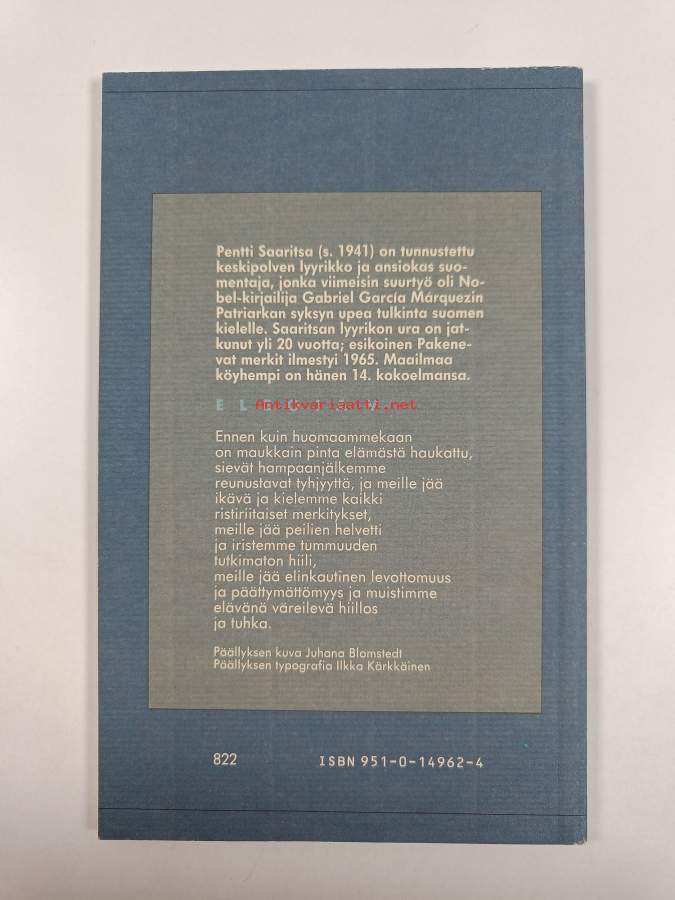 Pentti Saaritsa (s. 1941) on tunnustettu
keskipolven lyyrikko ja ansiokas suo-
mentaja, jonka viimeisin suurtyö oli No-
bel-kirjailija Gabriel García Márquezin
Patriarkan syksyn upea tulkinta suomen
kielelle. Saaritsan lyyrikon ura on jat-
kunut yli 20 vuotta; esikoinen Pakene-
vat merkit ilmestyi 1965. Maailmaa
köyhempi on hänen 14. kokoelmansa.
Antikvariaatti.net
Ennen kuin huomaammekaan
on maukkain pinta elämästä haukattu,
sievät hampaanjälkemme
reunustavat tyhjyyttä, ja meille jää
ikävä ja kielemme kaikki
ristiriitaiset merkitykset,
meille jää peilien helvetti
ja iristemme tummuuden
tutkimaton hiili,
meille jää elinkautinen levottomuus
ja päättymättömyys ja muistimme
elävänä väreilevä hiillos
ja tuhka.
Päällyksen kuva Juhana Blomstedt
Päällyksen typografia Ilkka Kärkkäinen
822 ISBN 951-0-14962-4